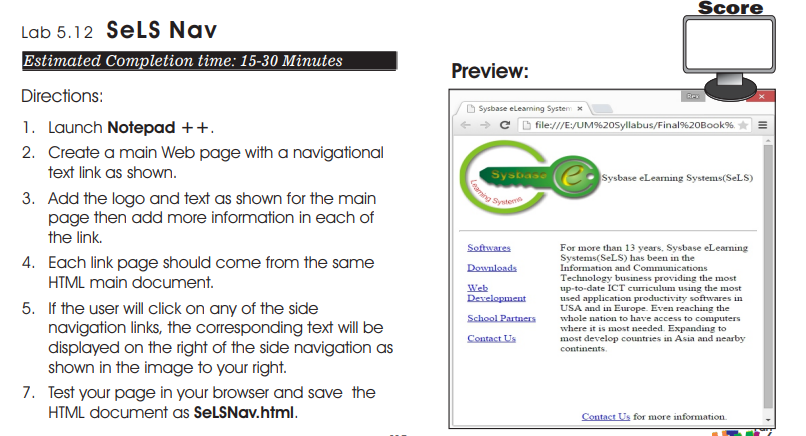 Lab 5.12 SeLS Nav
Estimated Completion time: 15-30 Minutes
Directions:
1. Launch Notepad ++.
2. Create a main Web page with a navigational
text link as shown.
3. Add the logo and text as shown for the main
page then add more information in each of
the link.
4. Each link page should come from the same
HTML main document.
5. If the user will click on any of the side
navigation links, the corresponding text will be
displayed on the right of the side navigation as
shown in the image to your right.
7. Test your page in your browser and save the
HTML document as SeLSNav.html.
Score
Preview:
Rex
Sysbase eLearning System
file:///E:/UM%20Syllabus/Final%20Book%
Sysbase e
Learning Systems
Sysbase eLearning Systems(SeLS)
Softwares
Downloads
Web
Development
School Partners
Contact Us
For more than 13 years, Sysbase eLearning
Systems(SeLS) has been in the
Information and Communications
Technology business providing the most
up-to-date ICT curriculum using the most
used application productivity softwares in
USA and in Europe. Even reaching the
whole nation to have access to computers
where it is most needed. Expanding to
most develop countries in Asia and nearby
continents.
Contact Us for more information.